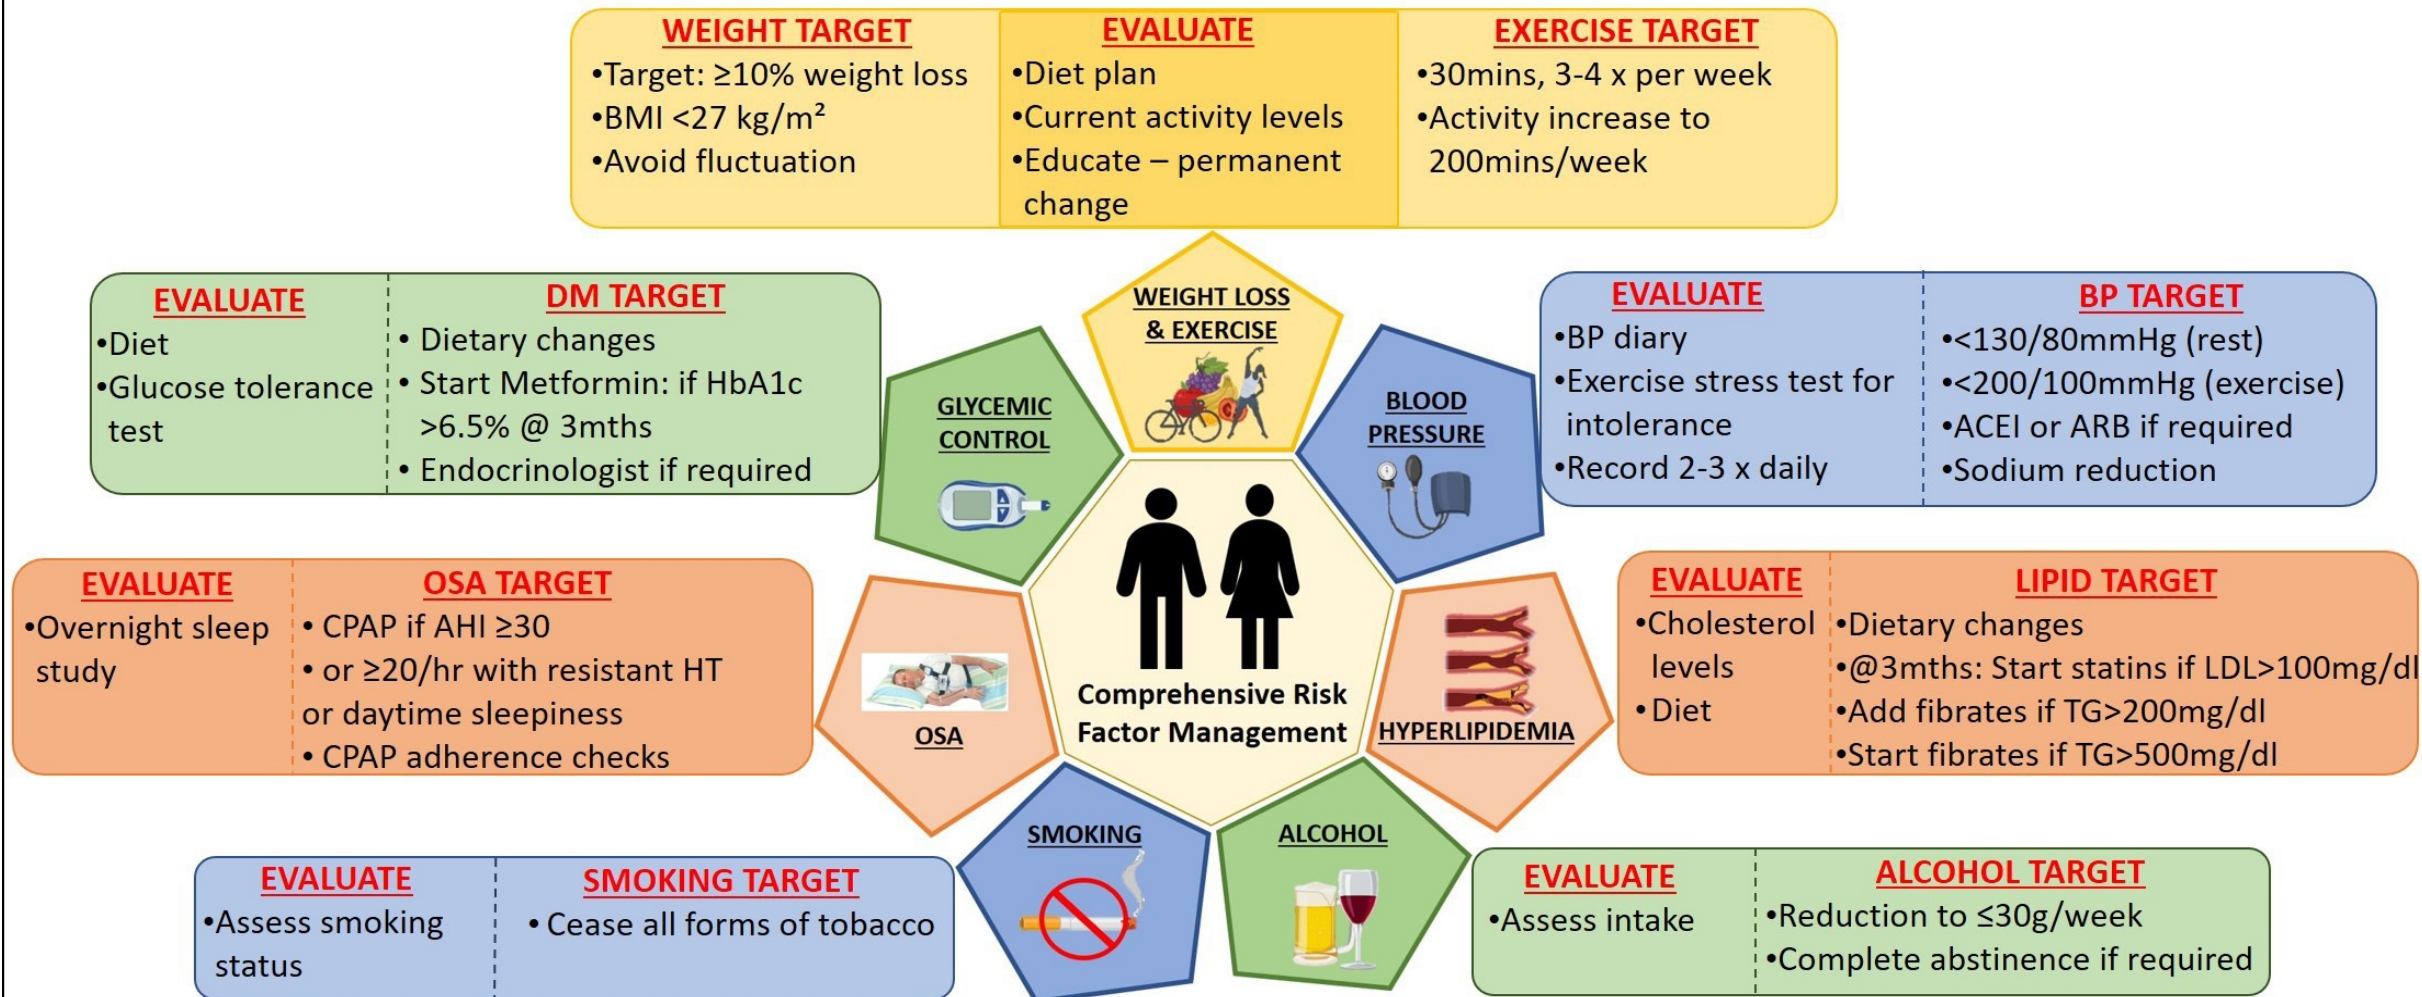 WEIGHT TARGET
•Target: ≥10% weight loss
•BMI <27 kg/m²
•Avoid fluctuation
EVALUATE
•Diet plan
•Current activity levels
•Educate – permanent
change
EXERCISE TARGET
•30mins, 3-4 x per week
•Activity increase to
200mins/week
EVALUATE
•Diet
•Glucose tolerance
test
DM TARGET
• Dietary changes
• Start Metformin: if HbA1c
>6.5% @ 3mths
• Endocrinologist if required
WEIGHT LOSS
& EXERCISE
GLYCEMIC
CONTROL
BLOOD
PRESSURE
EVALUATE
•BP diary
•Exercise stress test for
intolerance
•Record 2-3 x daily
BP TARGET
•<130/80mmHg (rest)
•<200/100mmHg (exercise)
•ACEI or ARB if required
•Sodium reduction
EVALUATE
•Overnight sleep
study
OSA TARGET
• CPAP if AHI ≥30
• or ≥20/hr with resistant HT
or daytime sleepiness
• CPAP adherence checks
OSA
Comprehensive Risk
Factor Management
HYPERLIPIDEMIA
EVALUATE
•Cholesterol
levels
•Diet
LIPID TARGET
•Dietary changes
•@3mths: Start statins if LDL>100mg/dl
•Add fibrates if TG>200mg/dl
•Start fibrates if TG>500mg/dl
EVALUATE
•Assess smoking
status
SMOKING TARGET
• Cease all forms of tobacco
SMOKING
ALCOHOL
EVALUATE
•Assess intake
ALCOHOL TARGET
•Reduction to ≤30g/week
•Complete abstinence if required